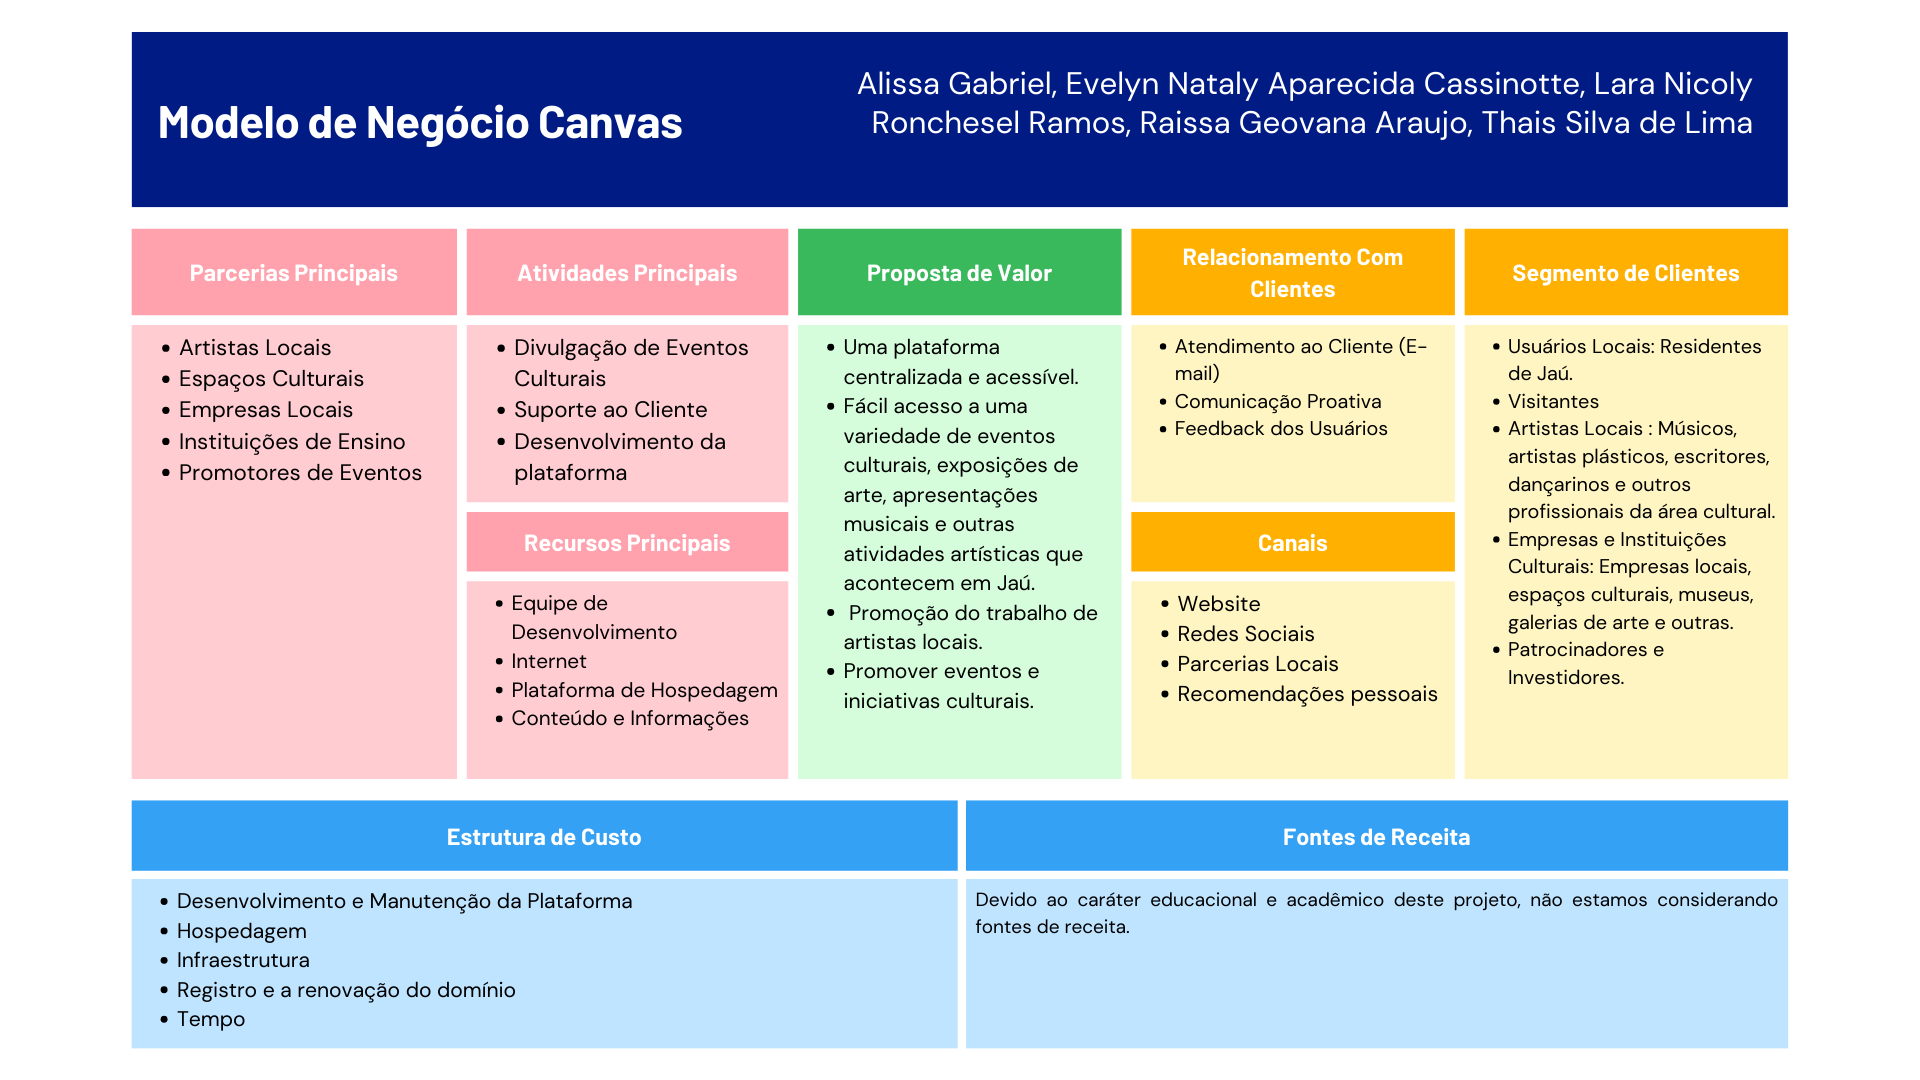 Modelo de Negócio Canvas
Alissa Gabriel, Evelyn Nataly Aparecida Cassinotte, Lara Nicoly
Ronchesel Ramos, Raissa Geovana Araujo, Thais Silva de Lima
Parcerias Principais
• Artistas Locais
• Espaços Culturais
• Empresas Locais
• Instituições de Ensino
• Promotores de Eventos
Atividades Principais
• Divulgação de Eventos
Culturais
• Suporte ao Cliente
• Desenvolvimento da
plataforma
Recursos Principais
• Equipe de
Desenvolvimento
• Internet
• Plataforma de Hospedagem
• Conteúdo e Informações
Proposta de Valor
• Uma plataforma
centralizada e acessível.
• Fácil acesso a uma
variedade de eventos
culturais, exposições de
arte, apresentações
musicais e outras
atividades artísticas que
acontecem em Jaú.
• Promoção do trabalho de
artistas locais.
• Promover eventos e
iniciativas culturais.
Relacionamento Com
Clientes
• Atendimento ao Cliente (E-
mail)
• Comunicação Proativa
• Feedback dos Usuários
Canais
• Website
• Redes Sociais
• Parcerias Locais
• Recomendações pessoais
Segmento de Clientes
• Usuários Locais: Residentes
de Jaú.
• Visitantes
• Artistas Locais : Músicos,
artistas plásticos, escritores,
dançarinos e outros
profissionais da área cultural.
• Empresas e Instituições
Culturais: Empresas locais,
espaços culturais, museus,
galerias de arte e outras.
• Patrocinadores e
Investidores.
Estrutura de Custo
• Desenvolvimento e Manutenção da Plataforma
• Hospedagem
• Infraestrutura
• Registro e a renovação do domínio
• Tempo
Fontes de Receita
Devido ao caráter educacional e acadêmico deste projeto, não estamos considerando
fontes de receita.